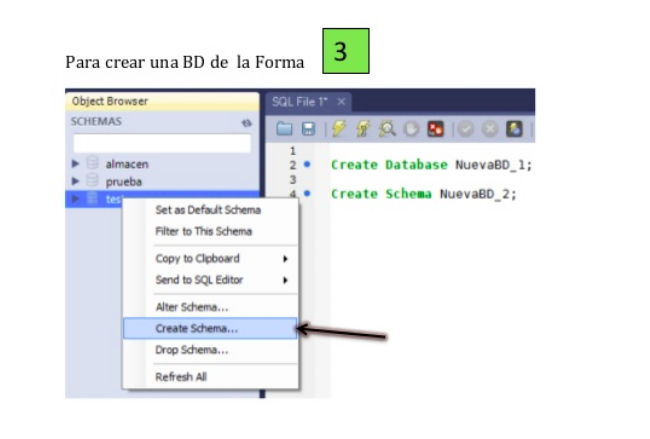 Para crear una BD de la Forma
3
Object Browser
SQL File 1*
SCHEMAS
1
almacen
2
Create Database NuevaBD_1;
prueba
3
4
Create Schema NuevaBD_2;
Set as Default Schema
Filter to This Schema
Copy to Clipboard
Send to SQL Editor
Alter Schema...
Create Schema...
Drop Schema...
Refresh All